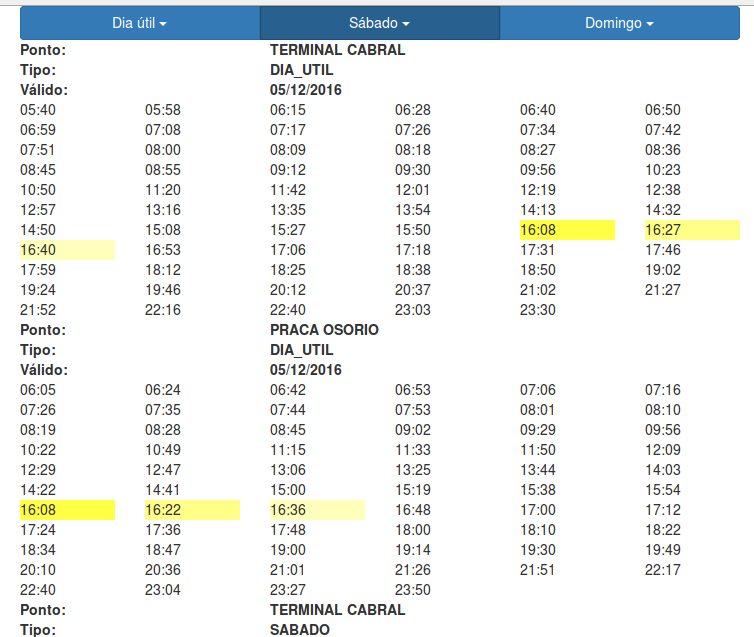 Dia útil Sábado Domingo
Ponto: TERMINAL CABRAL
Tipo: DIA_UTIL
Válido: 05/12/2016
05:40 05:58 06:15 06:28 06:40 06:50
06:59 07:08 07:17 07:26 07:34 07:42
07:51 08:00 08:09 08:18 08:27 08:36
08:45 08:55 09:12 09:30 09:56 10:23
10:50 11:20 11:42 12:01 12:19 12:38
12:57 13:16 13:35 13:54 14:13 14:32
14:50 15:08 15:27 15:50 16:08 16:27
16:40 16:53 17:06 17:18 17:31 17:46
17:59 18:12 18:25 18:38 18:50 19:02
19:24 19:46 20:12 20:37 21:02 21:27
21:52 22:16 22:40 23:03 23:30
Ponto: PRACA OSORIO
Tipo: DIA_UTIL
Válido: 05/12/2016
06:05 06:24 06:42 06:53 07:06 07:16
07:26 07:35 07:44 07:53 08:01 08:10
08:19 08:28 08:45 09:02 09:29 09:56
10:22 10:49 11:15 11:33 11:50 12:09
12:29 12:47 13:06 13:25 13:44 14:03
14:22 14:41 15:00 15:19 15:38 15:54
16:08 16:22 16:36 16:48 17:00 17:12
17:24 17:36 17:48 18:00 18:10 18:22
18:34 18:47 19:00 19:14 19:30 19:49
20:10 20:36 21:01 21:26 21:51 22:17
22:40 23:04 23:27 23:50
Ponto: TERMINAL CABRAL
Tipo: SABADO